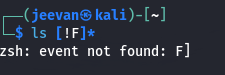 ┌──(jeevan㉿kali)-[~]
└─$ ls [!F]*
zsh: event not found: F]